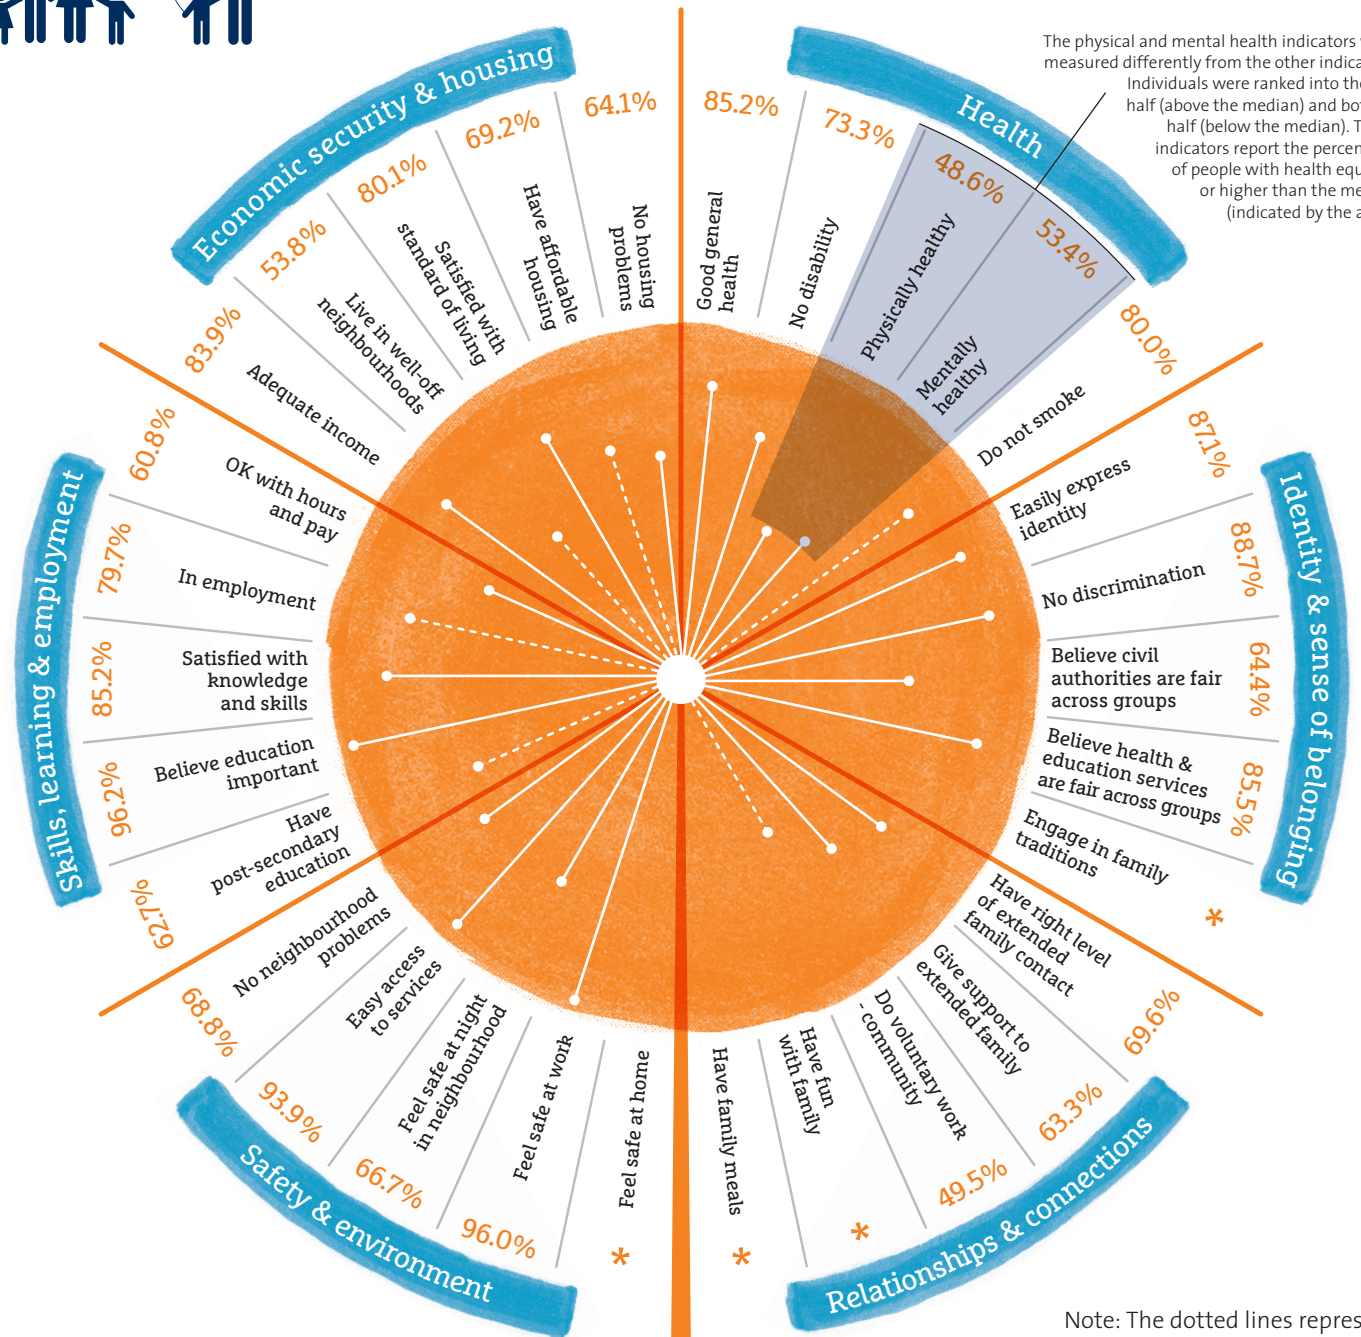 The physical and mental health indicators
measured differently from the other
Individuals were ranked into
half (above the median) and
half (below the median).
indicators report the
of people with health
or higher than the
(indicated by the
Economic security & housing
83.9%
Adequate income
53.8%
Live in well-off
neighbourhoods
80.1%
Satisfied with
standard of living
69.2%
Have affordable
housing
64.1%
No housing
problems
Health
85.2%
Good general
health
73.3%
No disability
48.6%
Physically healthy
53.4%
Mentally
healthy
80.0%
Do not smoke
Identity & sense of belonging
87.1%
Easily express
identity
88.7%
No discrimination
64.4%
Believe civil
authorities are fair
across groups
85.5%
Believe health &
education services
are fair across groups
*
Engage in family
traditions
Relationships & connections
69.6%
Have right level
of extended
family contact
63.3%
Give support to
extended family
49.5%
Do voluntary work
- community
*
Have fun
with family
*
Have family meals
Safety & environment
*
Feel safe at home
96.0%
Feel safe at work
66.7%
Feel safe at night
in neighbourhood
93.9%
Easy access
to services
68.8%
No neighbourhood
problems
Skills, learning & employment
62.7%
Have
post-secondary
education
96.2%
Believe education
important
85.2%
Satisfied with
knowledge
and skills
79.7%
In employment
60.8%
OK with hours
and pay
Note: The dotted lines